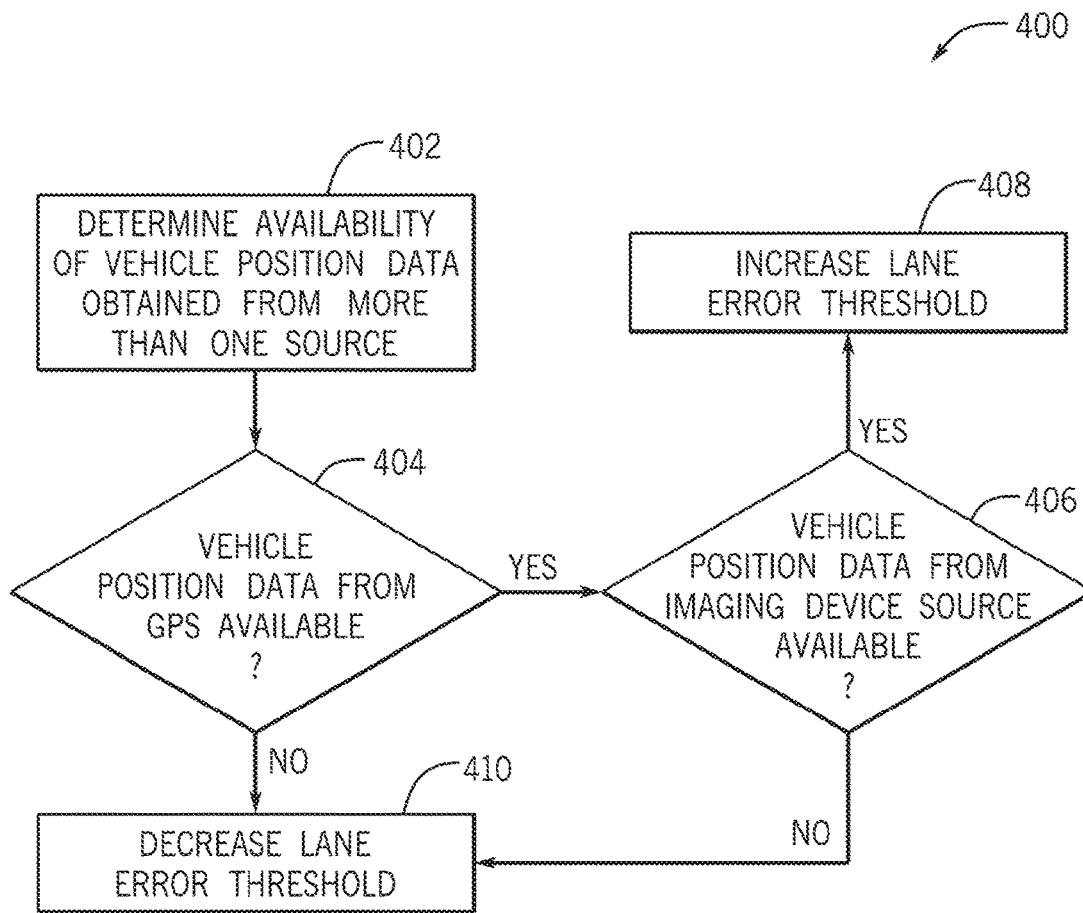 400
402
DETERMINE AVAILABILITY
OF VEHICLE POSITION DATA
OBTAINED FROM MORE
THAN ONE SOURCE
408
INCREASE LANE
ERROR THRESHOLD
YES
404
VEHICLE
POSITION DATA FROM
GPS AVAILABLE
?
YES
406
VEHICLE
POSITION DATA FROM
IMAGING DEVICE SOURCE
AVAILABLE
?
NO
410
DECREASE LANE
ERROR THRESHOLD
NO